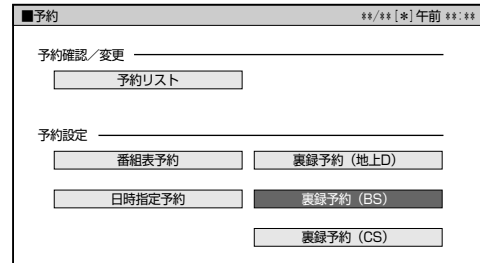 ■予約 **/**[*]午前 **:**
予約確認／変更
予約リスト
予約設定
番組表予約 裏録予約（地上D）
日時指定予約 裏録予約（BS）
裏録予約（CS）